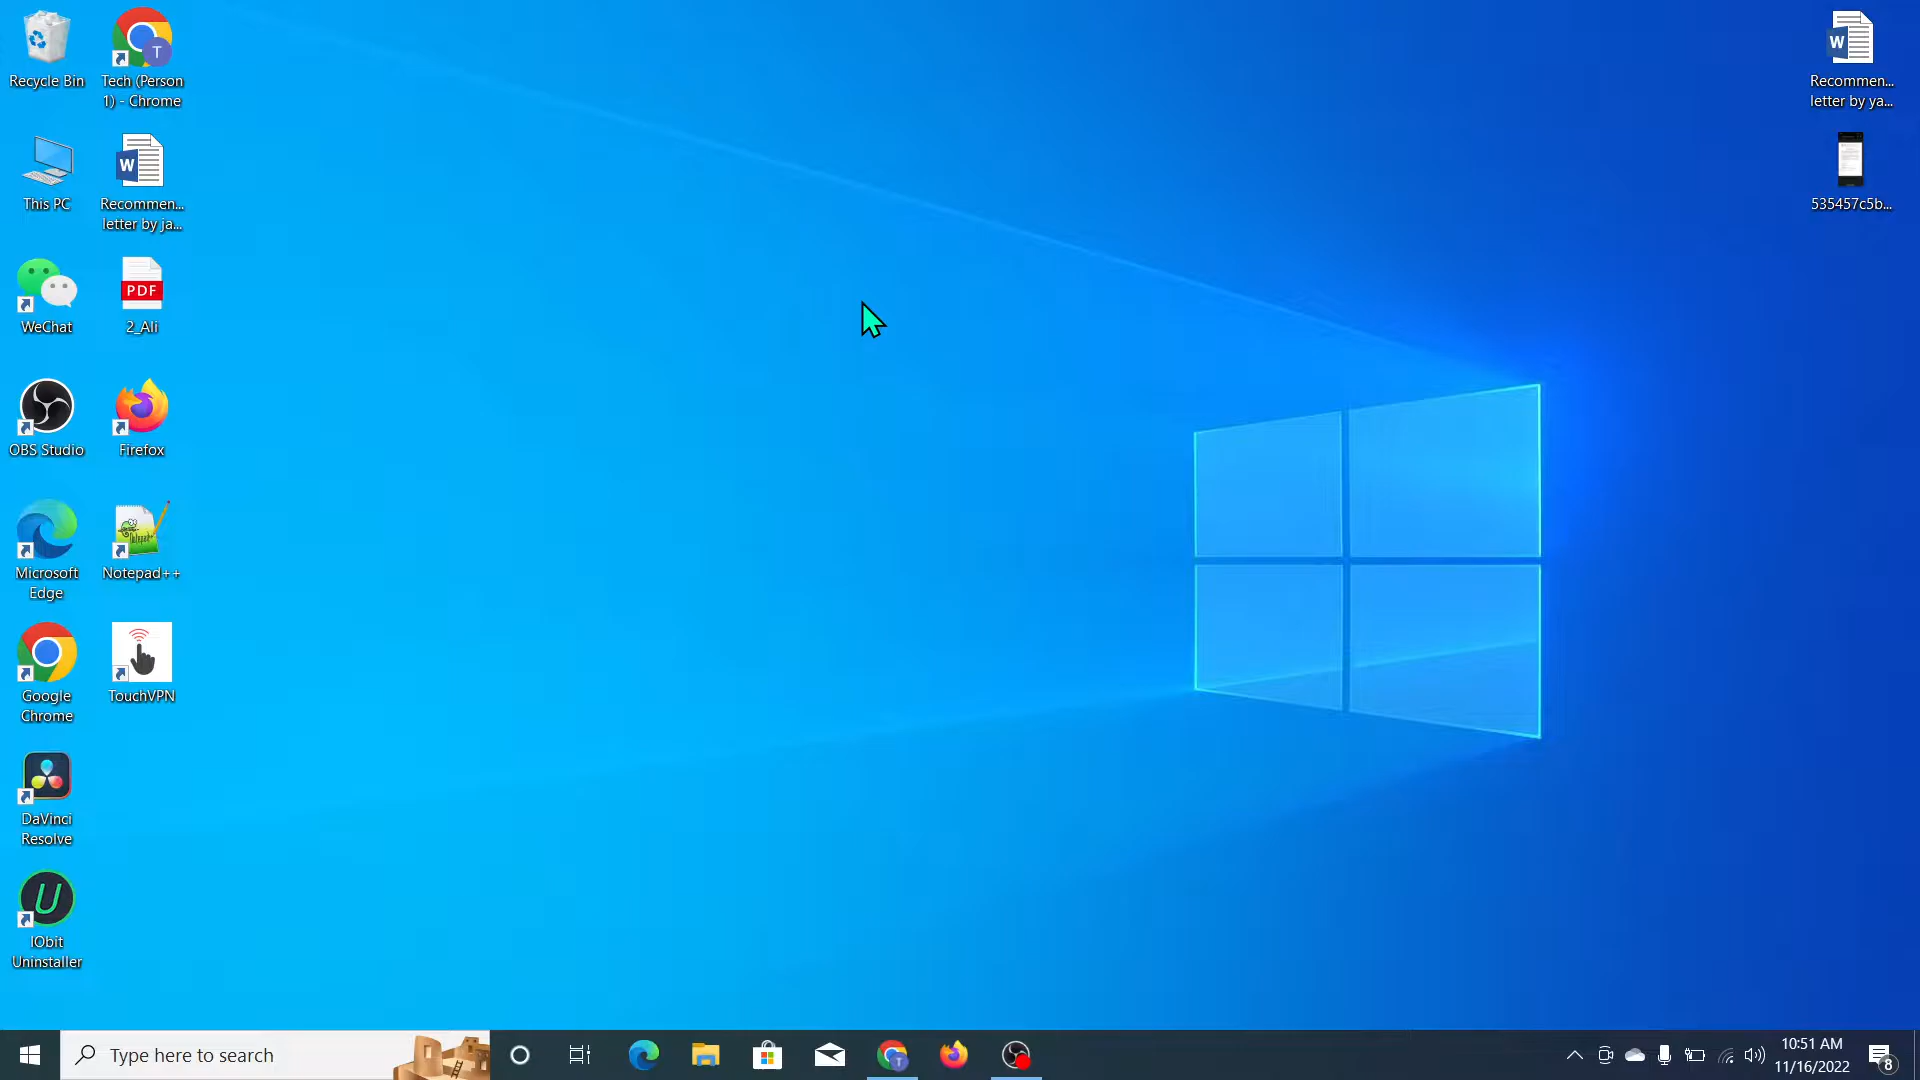 Recycle Bin
Tech (Person
1) - Chrome
This PC
Recommen...
letter by ja...
WeChat
PDF
2_Ali
OBS Studio
Firefox
Microsoft
Edge
Notepad++
Google
Chrome
TouchVPN
DaVinci
Resolve
IObit
Uninstaller
Recommen...
letter by ya...
535457c5b...
Type here to search
10:51 AM
11/16/2022
8